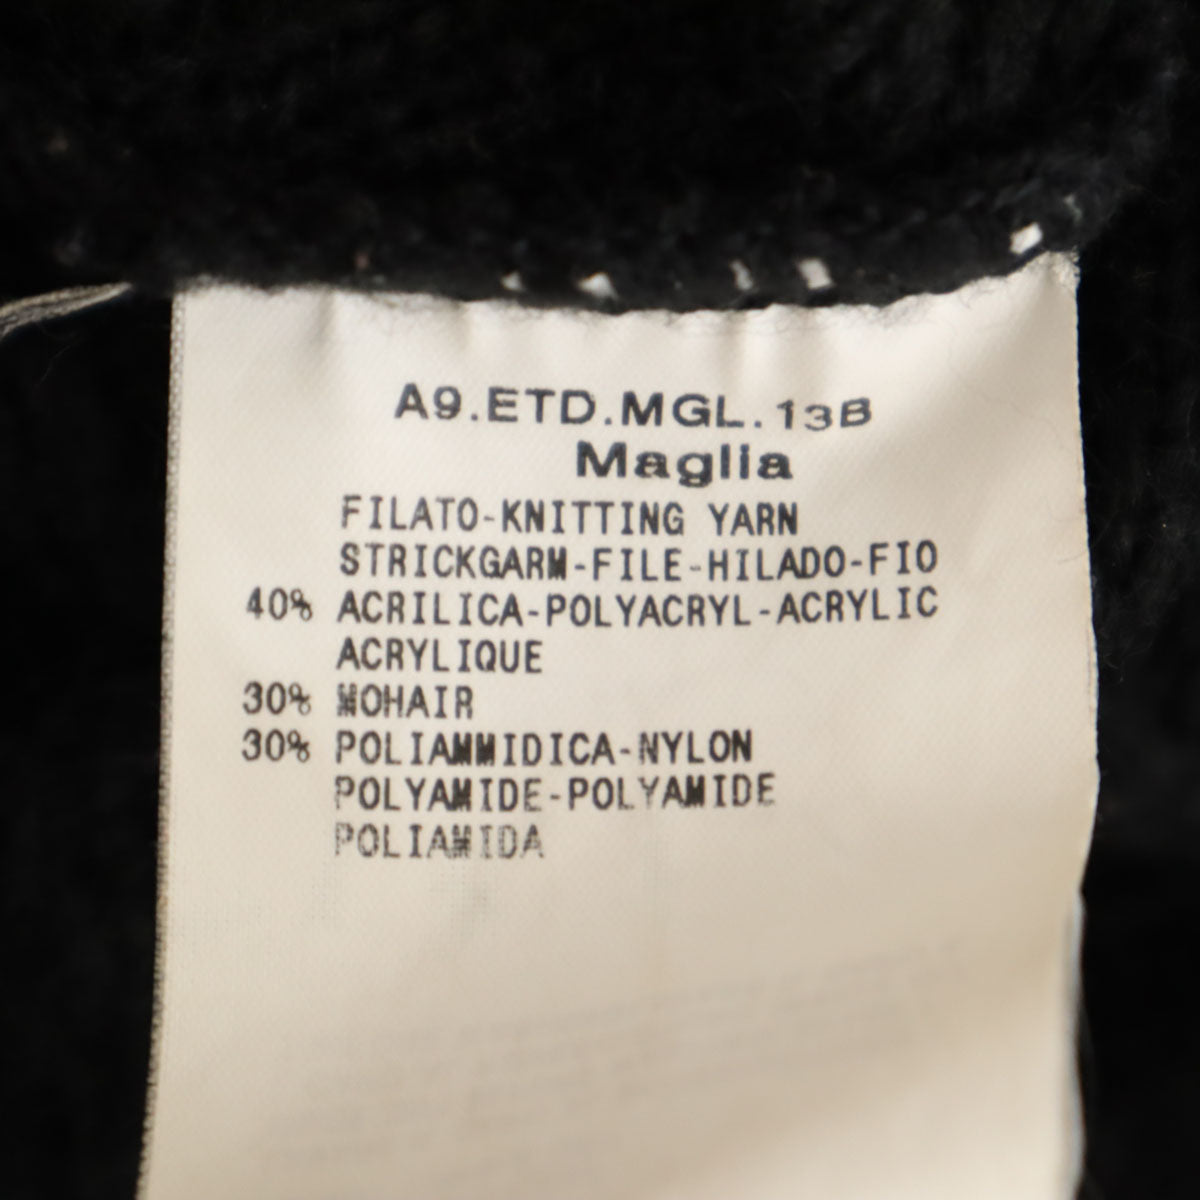 A9.ETD.MGL.13B
Maglia
FILATO-KNITTING YARN
STRICKGARM-FILE-HILADO-FIO
40% ACRILICA-POLYACRYL-ACRYLIC
ACRYLIQUE
30% MOHAIR
30% POLIAMMIDICA-NYLON
POLYAMIDE-POLYAMIDE
POLIAMIDA